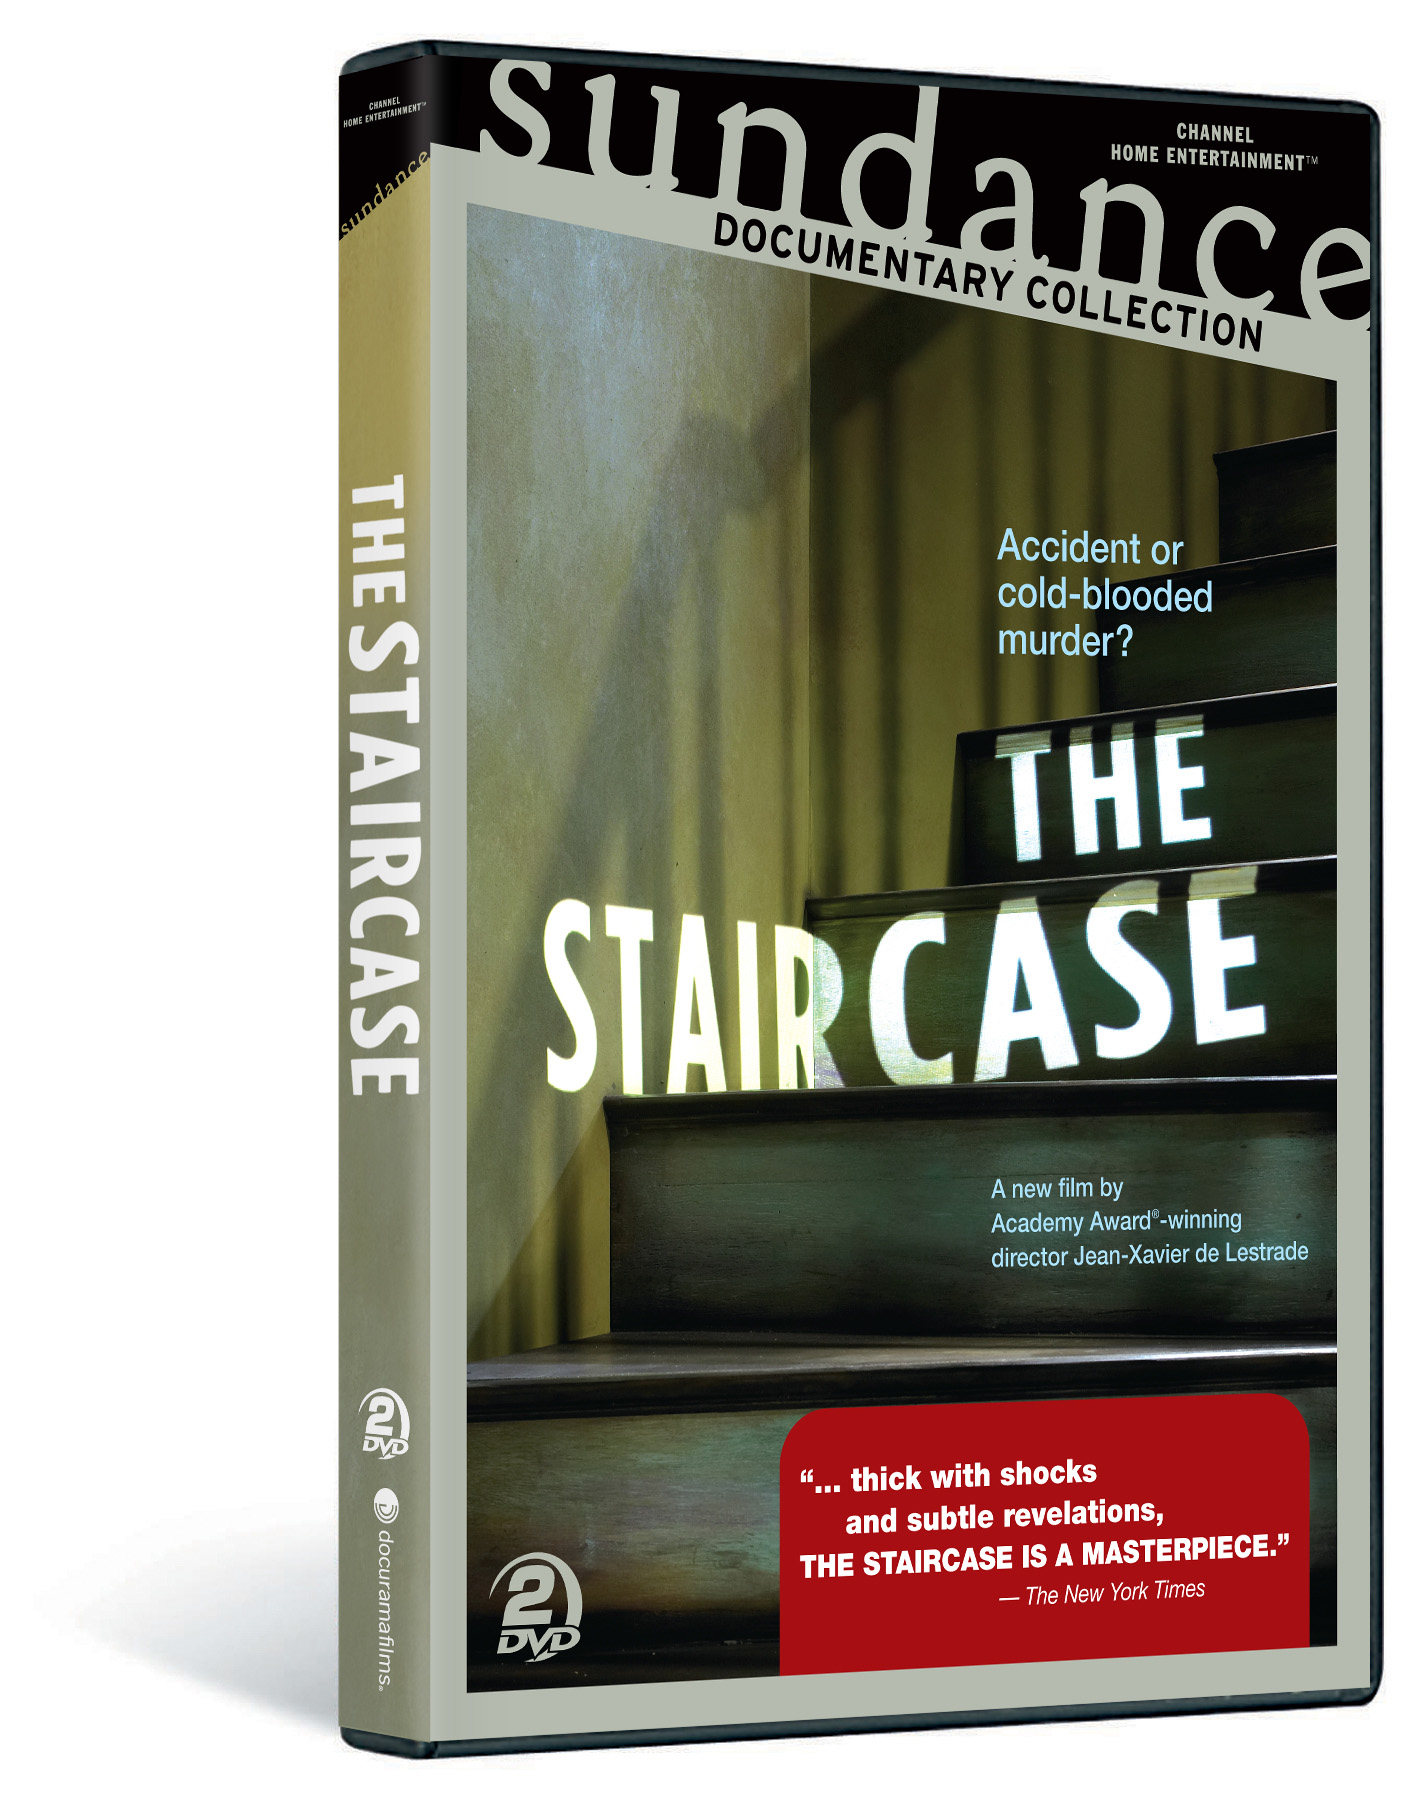 CHANNEL
HOME ENTERTAINMENT™
sundance
THE STAIRCASE
2
DVD
docuramafilms®
sundance
CHANNEL
HOME ENTERTAINMENT™
DOCUMENTARY COLLECTION
Accident or
cold-blooded
murder?
THE
STAIRCASE
A new film by
Academy Award®-winning
director Jean-Xavier de Lestrade
“... thick with shocks
and subtle revelations,
THE STAIRCASE IS A MASTERPIECE.”
— The New York Times
2
DVD